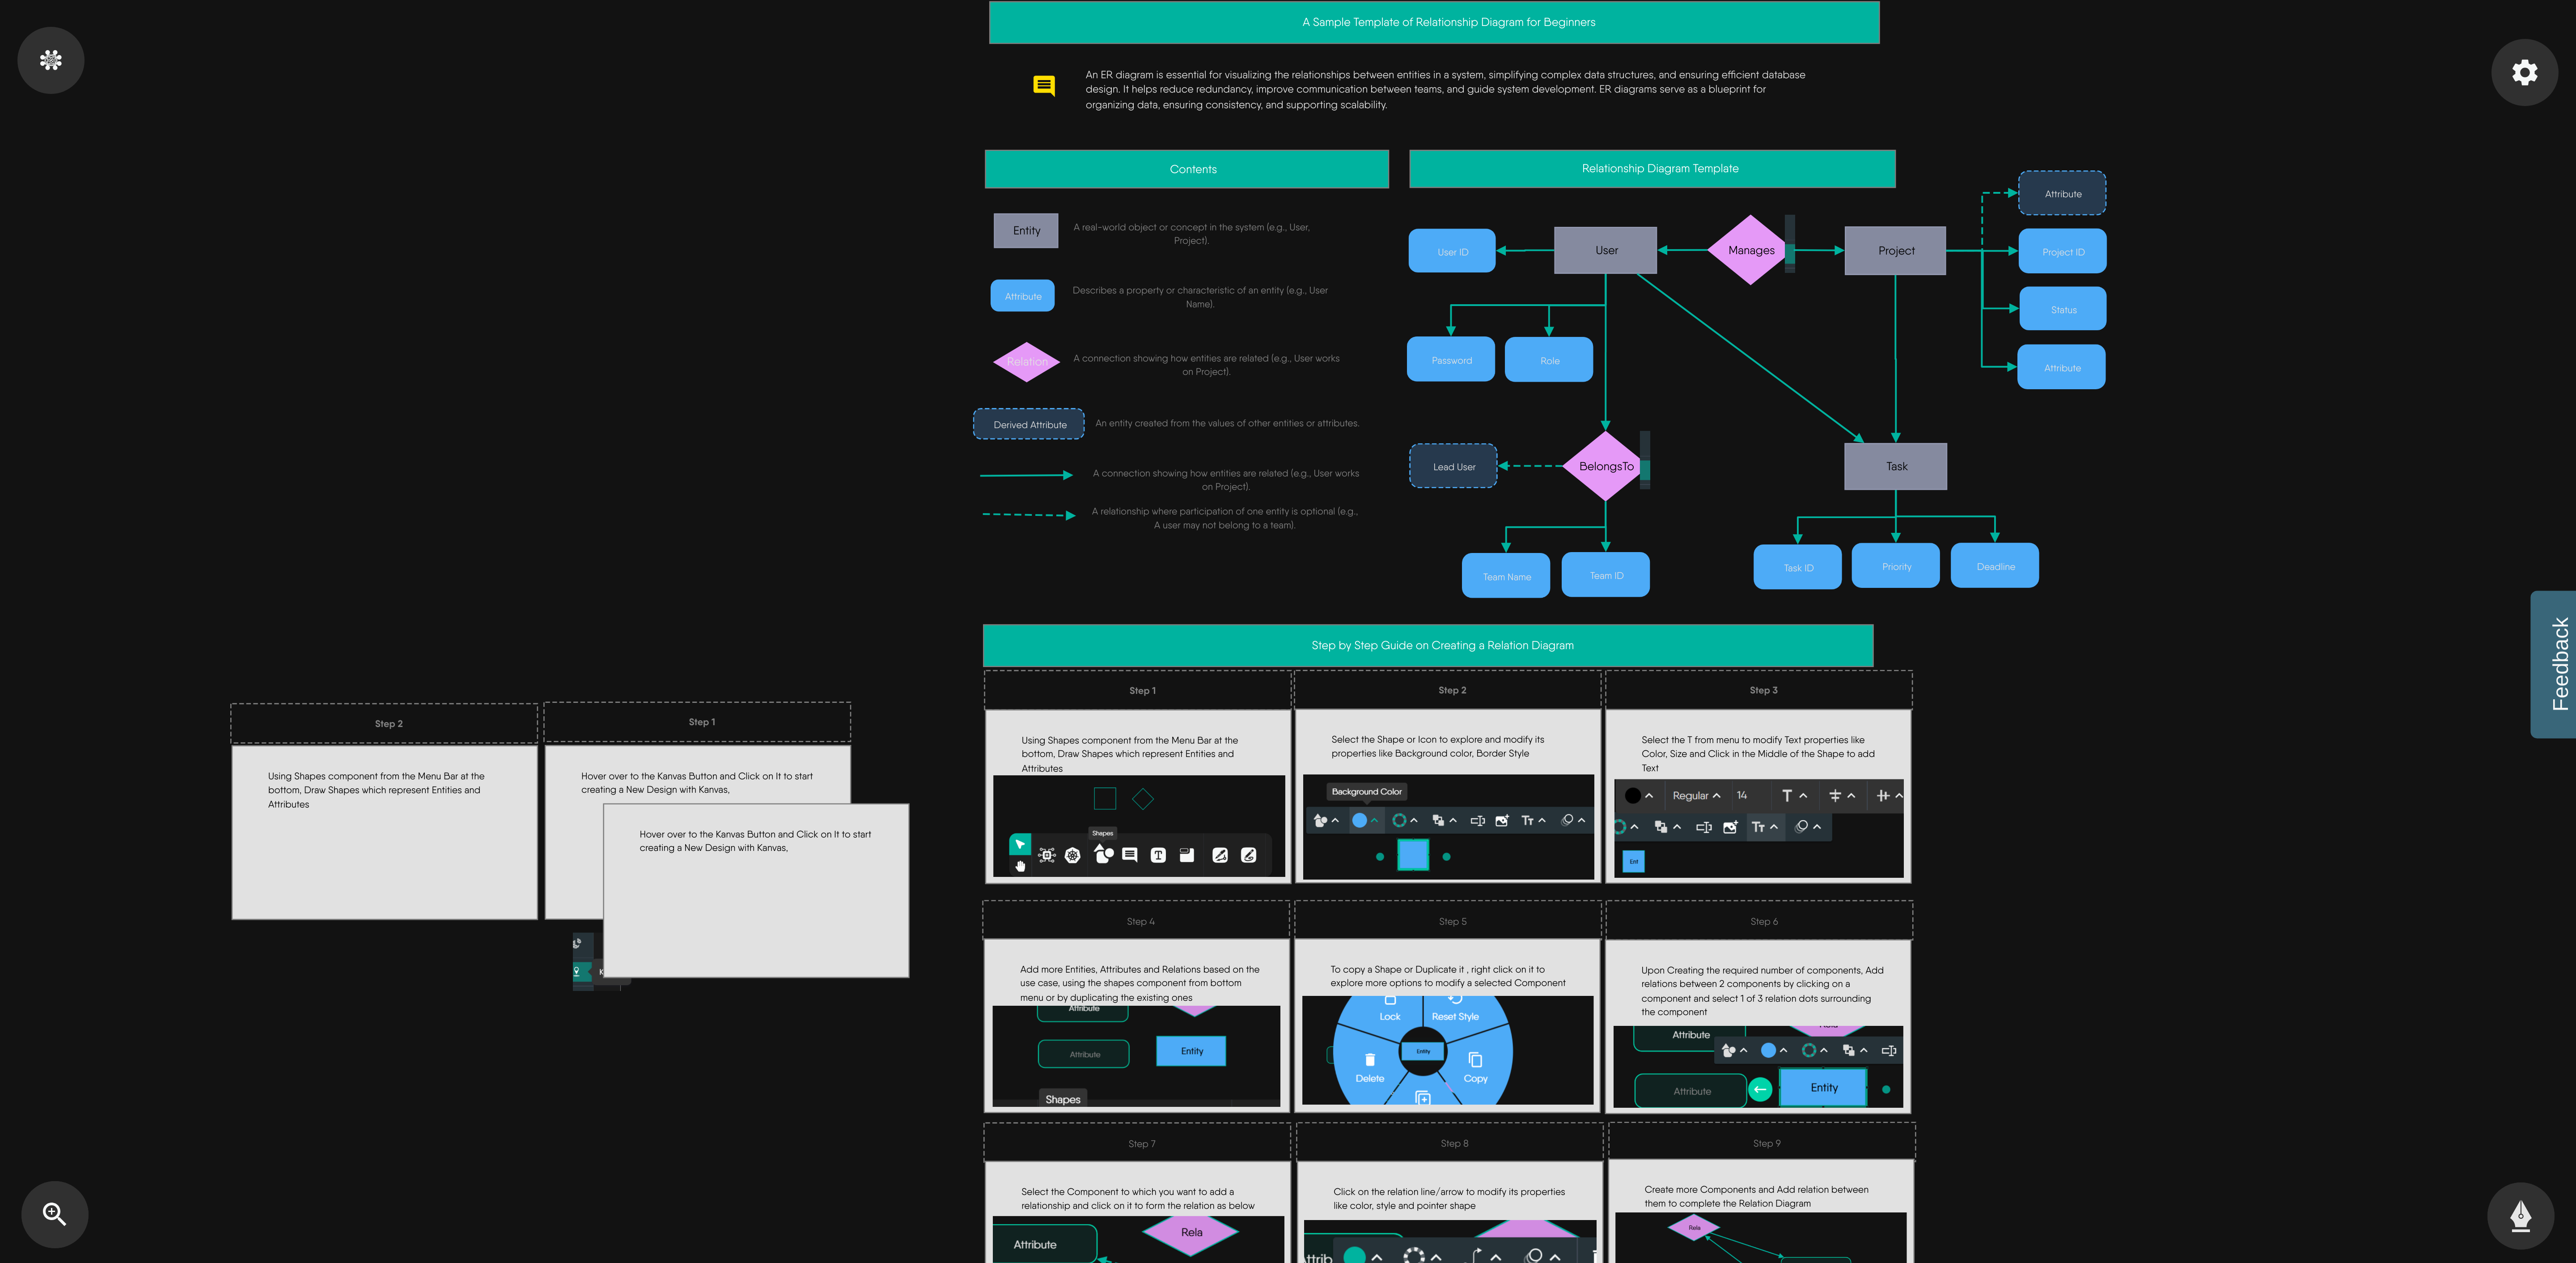 A Sample Template of Relationship Diagram for Beginners
An ER diagram is essential for visualizing the relationships between entities in a system, simplifying complex data structures, and ensuring efficient database
design. It helps reduce redundancy, improve communication between teams, and guide system development. ER diagrams serve as a blueprint for
organizing data, ensuring consistency, and supporting scalability.
Contents
Entity
A real-world object or concept in the system (e.g., User,
Project).
Attribute
Describes a property or characteristic of an entity (e.g., User
Name).
Relation
A connection showing how entities are related (e.g., User works
on Project).
Derived Attribute
An entity created from the values of other entities or attributes.
A connection showing how entities are related (e.g., User works
on Project).
A relationship where participation of one entity is optional (e.g.,
A user may not belong to a team).
Relationship Diagram Template
Attribute
User ID
User
Manages
Project
Project ID
Status
Password
Role
Attribute
Lead User
BelongsTo
Task
Team Name
Team ID
Task ID
Priority
Deadline
Step by Step Guide on Creating a Relation Diagram
Step 1
Using Shapes component from the Menu Bar at the
bottom, Draw Shapes which represent Entities and
Attributes
Shapes
Step 2
Select the Shape or Icon to explore and modify its
properties like Background color, Border Style
Background Color
Step 3
Select the T from menu to modify Text properties like
Color, Size and Click in the Middle of the Shape to add
Text
Regular
14
Ent
Step 4
Add more Entities, Attributes and Relations based on the
use case, using the shapes component from bottom
menu or by duplicating the existing ones
Attribute
Attribute
Entity
Shapes
Step 5
To copy a Shape or Duplicate it , right click on it to
explore more options to modify a selected Component
Lock
Reset Style
Entity
Delete
Copy
Step 6
Upon Creating the required number of components, Add
relations between 2 components by clicking on a
component and select 1 of 3 relation dots surrounding
the component
Attribute
Attribute
Entity
Step 7
Select the Component to which you want to add a
relationship and click on it to form the relation as below
Attribute
Rela
Step 8
Click on the relation line/arrow to modify its properties
like color, style and pointer shape
Attrib
Step 9
Create more Components and Add relation between
them to complete the Relation Diagram
Rela
Step 2
Using Shapes component from the Menu Bar at the
bottom, Draw Shapes which represent Entities and
Attributes
Step 1
Hover over to the Kanvas Button and Click on It to start
creating a New Design with Kanvas,
Hover over to the Kanvas Button and Click on It to start
creating a New Design with Kanvas,
K
Feedback